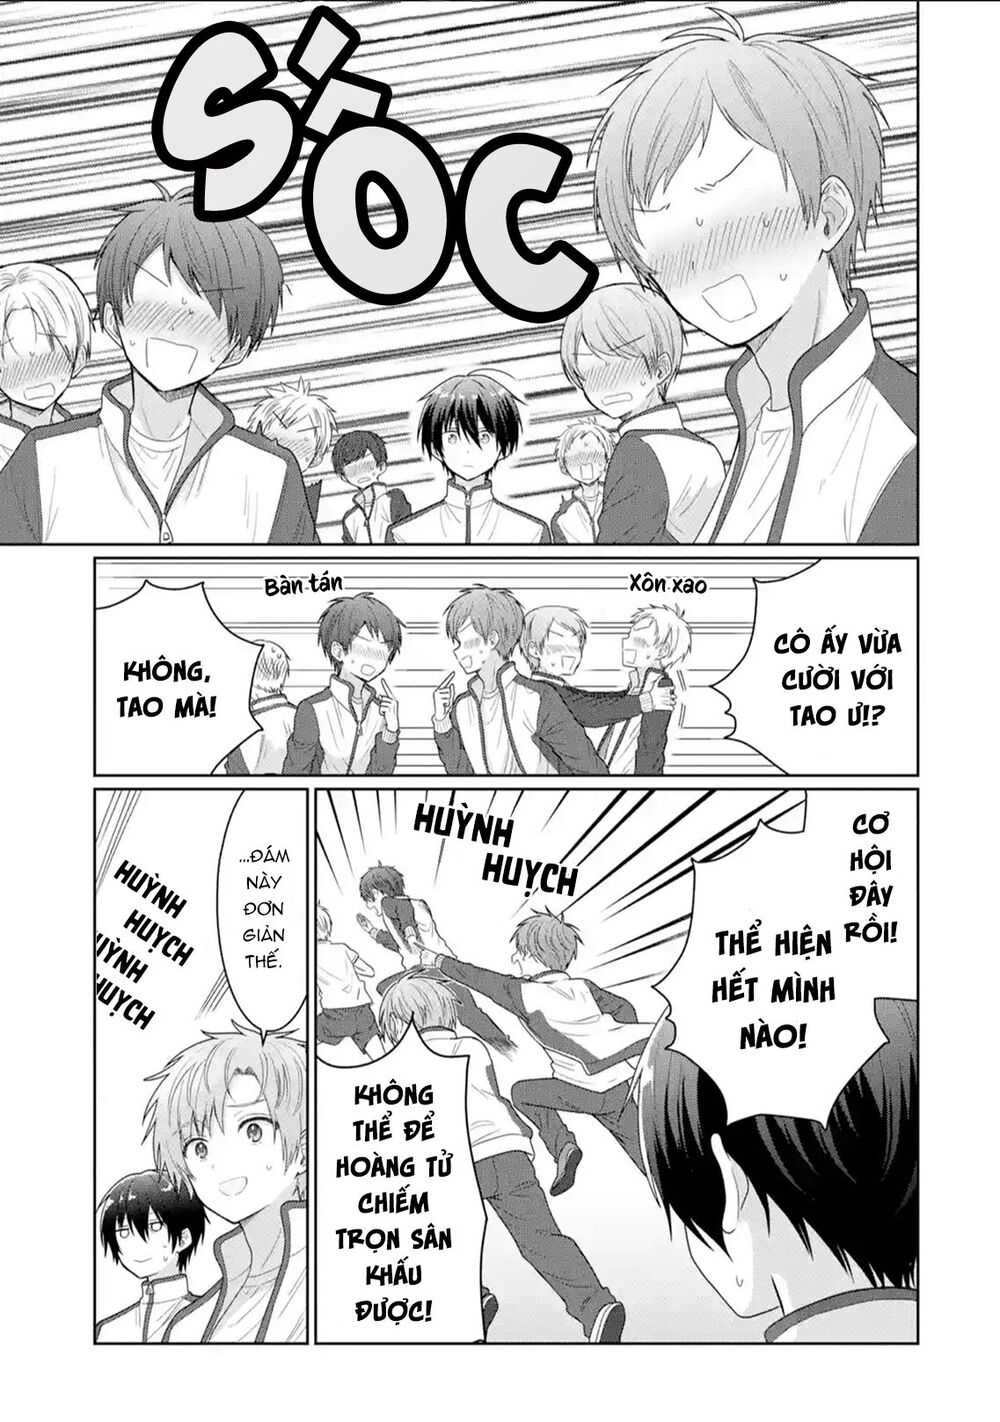 SỐC
Xôn xao
Bàn tán
CÔ ẤY VỪA
CƯỜI VỚI
TAO Ư!?
KHÔNG,
TAO MÀ!
CƠ
HỘI
ĐÂY
RỒI!
THỂ HIỆN
HẾT MÌNH
NÀO!
HUỲNH
HUỴCH
KHÔNG
THỂ ĐỂ
HOÀNG TỬ
CHIẾM
TRỌN SÂN
KHẤU
ĐƯỢC!
...ĐÁM
NÀY
ĐƠN
GIẢN
THẾ.
HUỲNH
HUỴCH
HUỲNH
HUỴCH